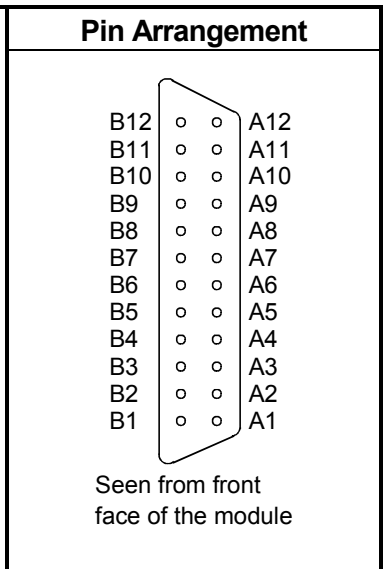 Pin Arrangement
B12 A12
B11 A11
B10 A10
B9 A9
B8 A8
B7 A7
B6 A6
B5 A5
B4 A4
B3 A3
B2 A2
B1 A1
Seen from front
face of the module